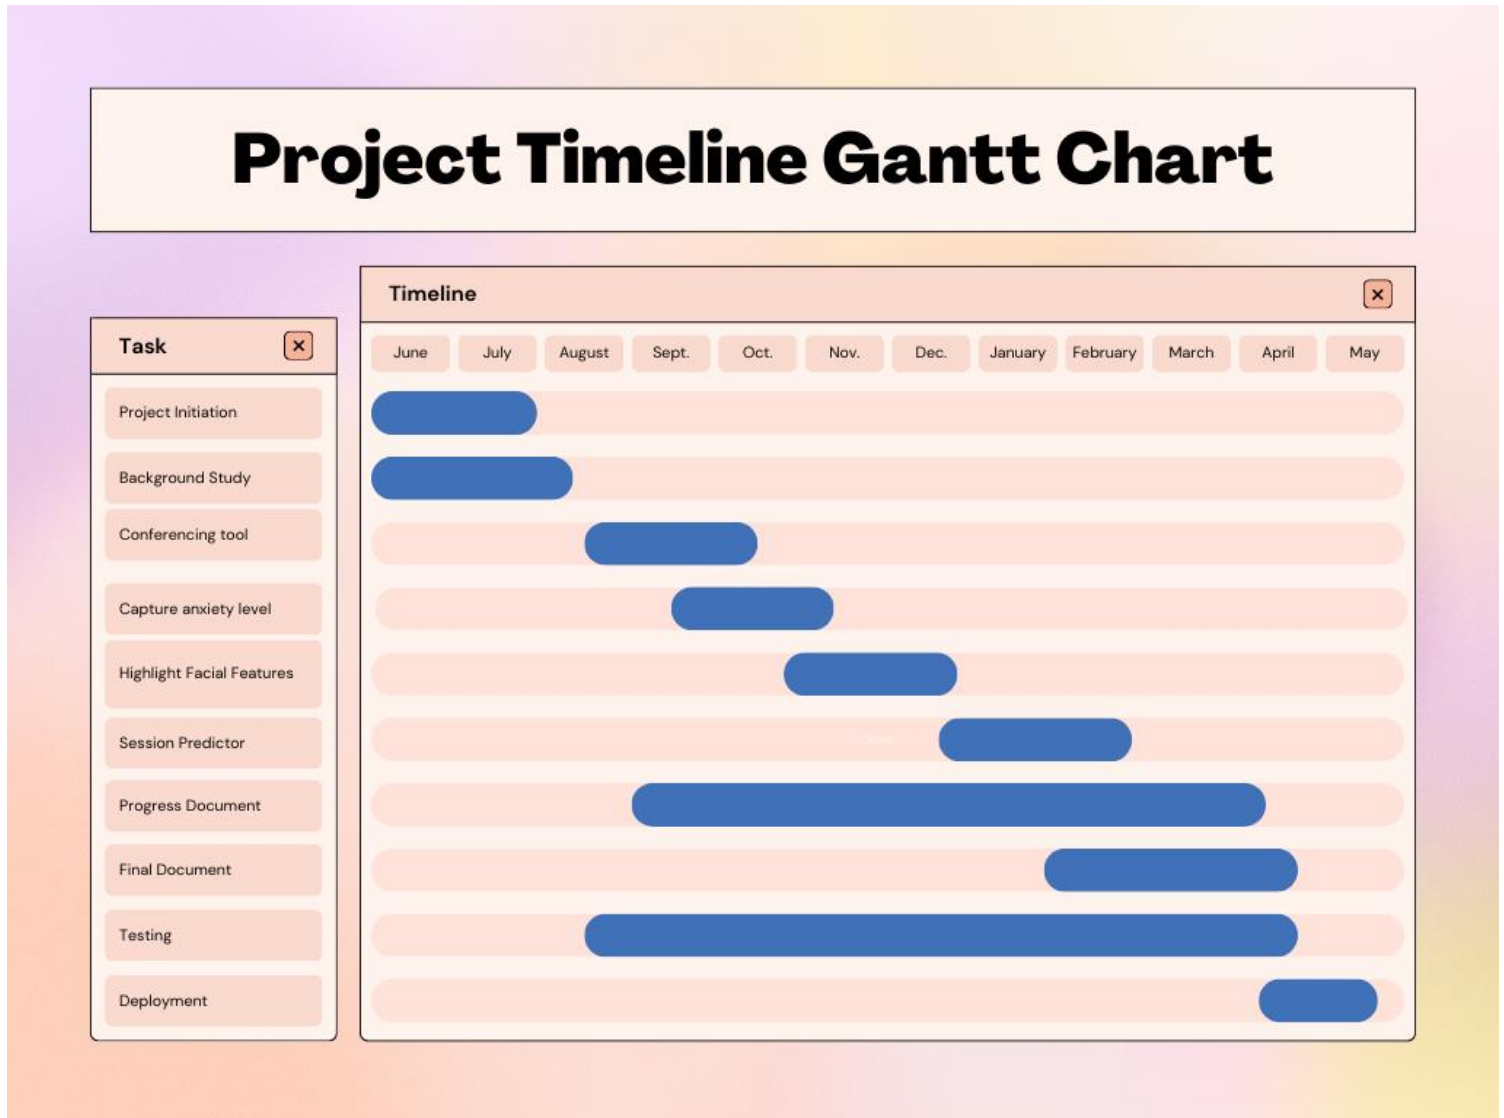 Project Timeline Gantt Chart
Timeline
Task
June July August Sept. Oct. Nov. Dec. January February March April May
Project Initiation
Background Study
Conferencing tool
Capture anxiety level
Highlight Facial Features
Session Predictor
Progress Document
Final Document
Testing
Deployment